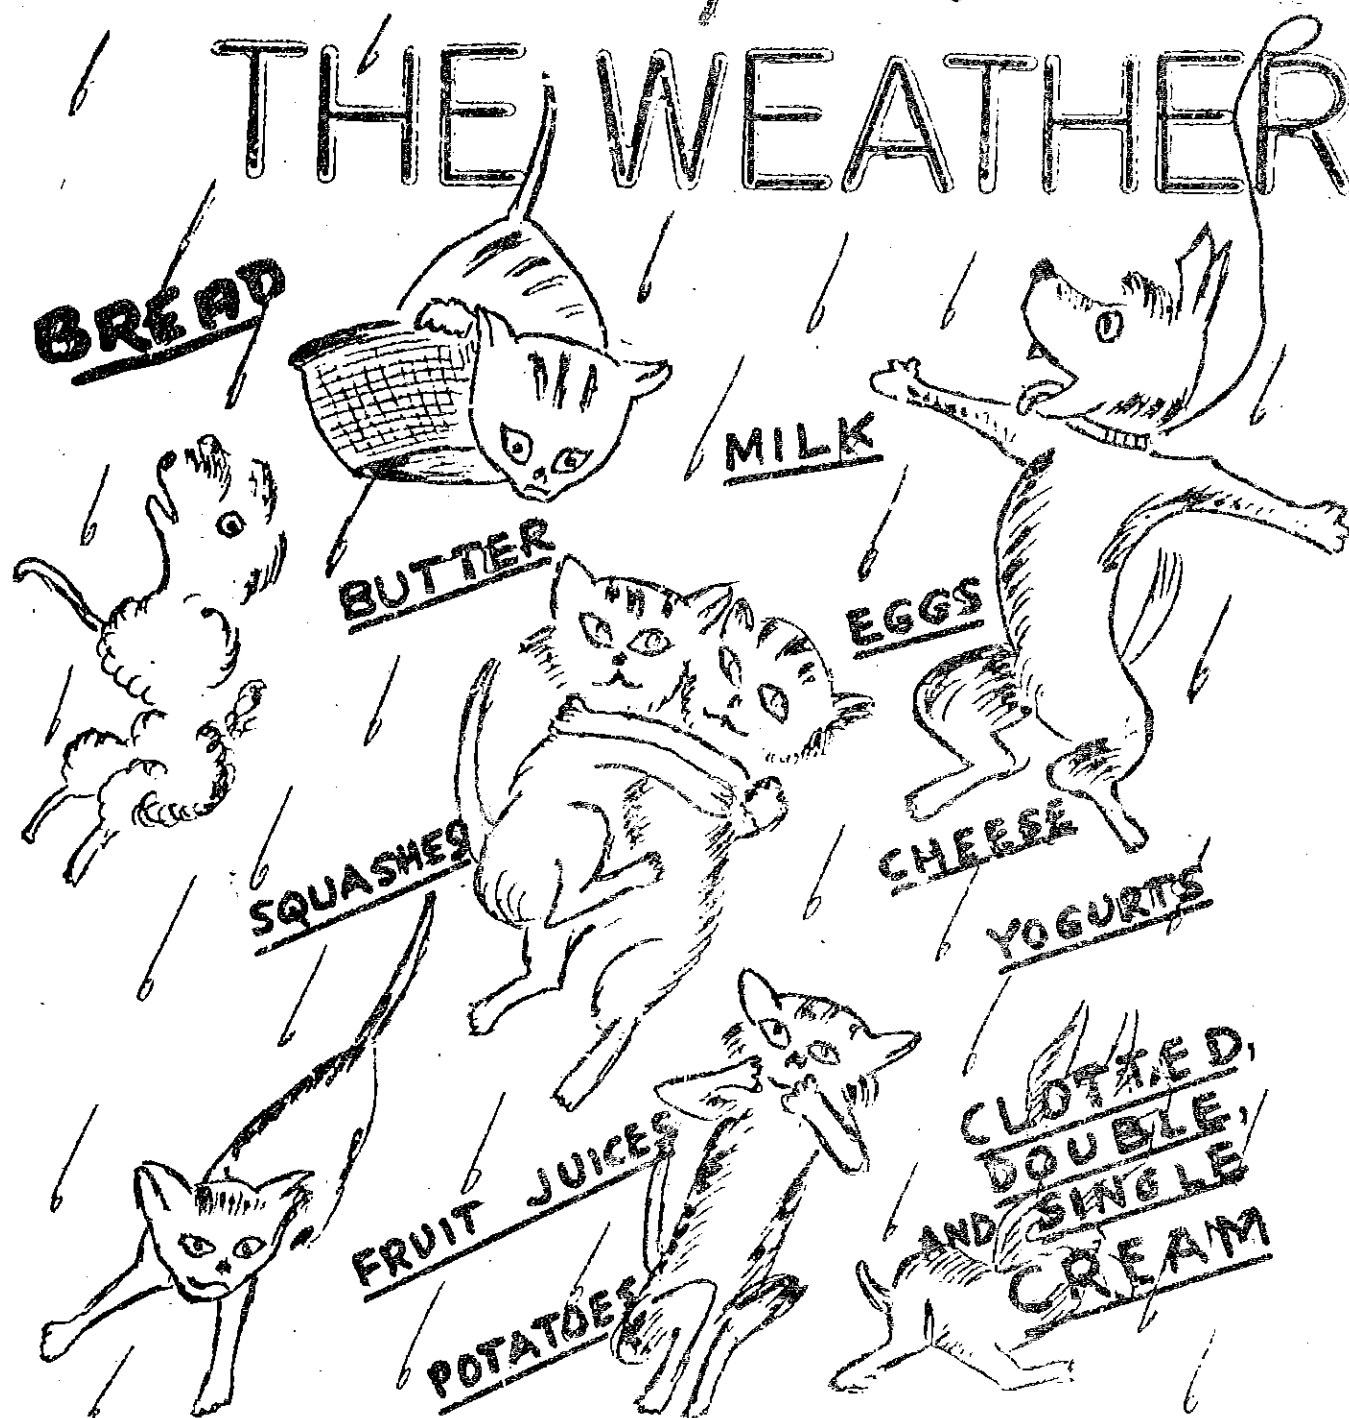 THE WEATHER
BREAD
MILK
BUTTER
EGGS
SQUASHES
CHEESE
YOGURTS
CLOTTED,
DOUBLE,
AND SINGLE
CREAM
FRUIT JUICES
POTATOES